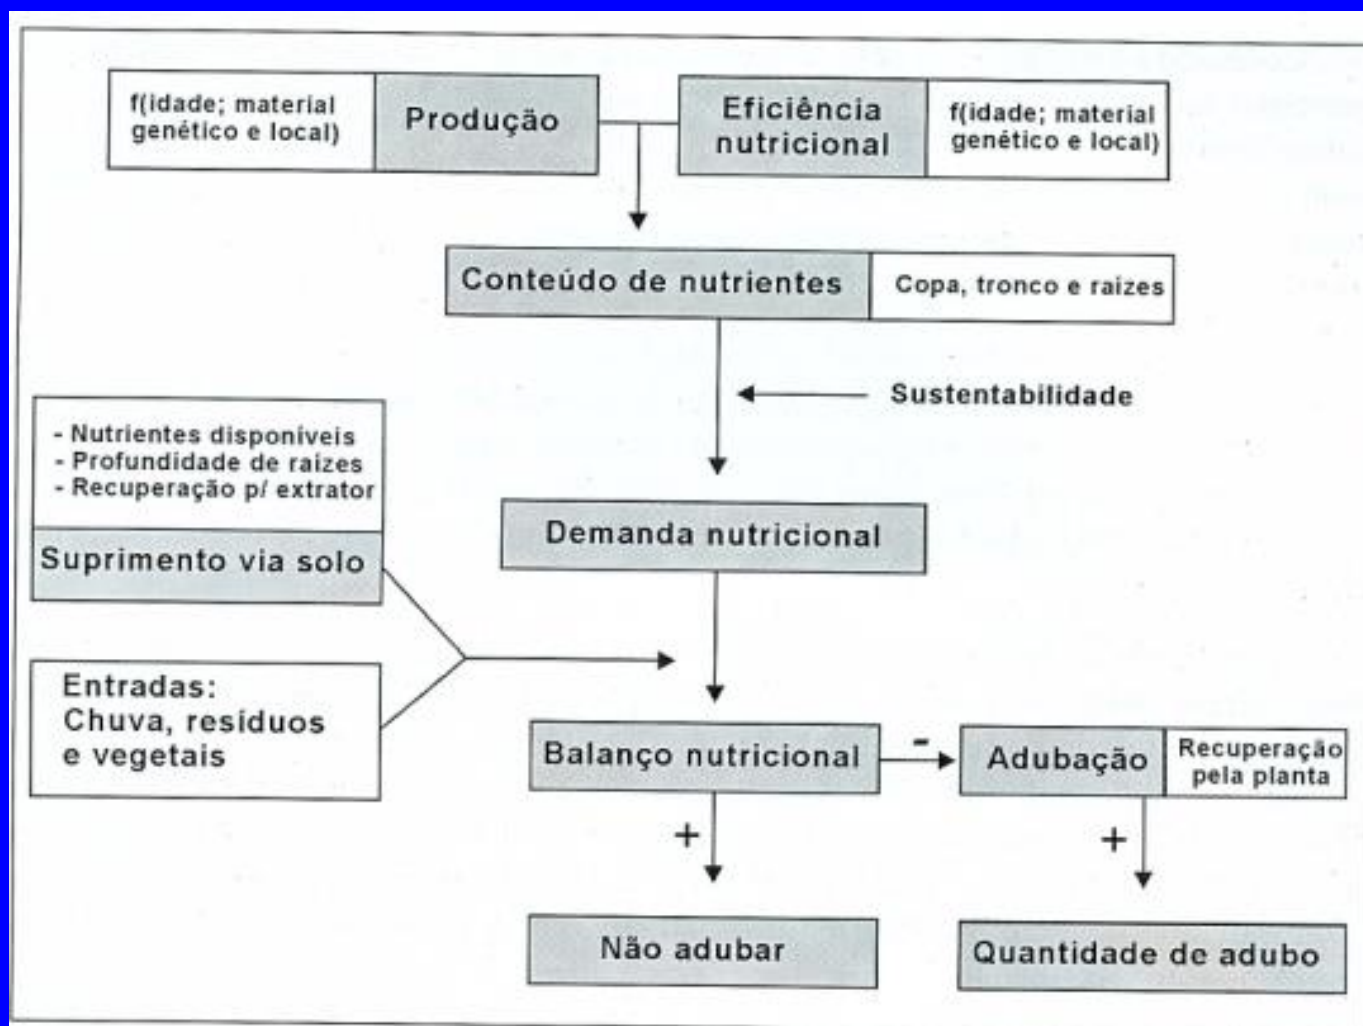 f(idade; material
genético e local)
Produção
Eficiência
nutricional
f(idade; material
genético e local)
Conteúdo de nutrientes
Copa, tronco e raizes
Sustentabilidade
- Nutrientes disponíveis
- Profundidade de raizes
- Recuperação p/ extrator
Suprimento via solo
Demanda nutricional
Entradas:
Chuva, resíduos
e vegetais
Balanço nutricional
-
Adubação
Recuperação
pela planta
+
+
Não adubar
Quantidade de adubo